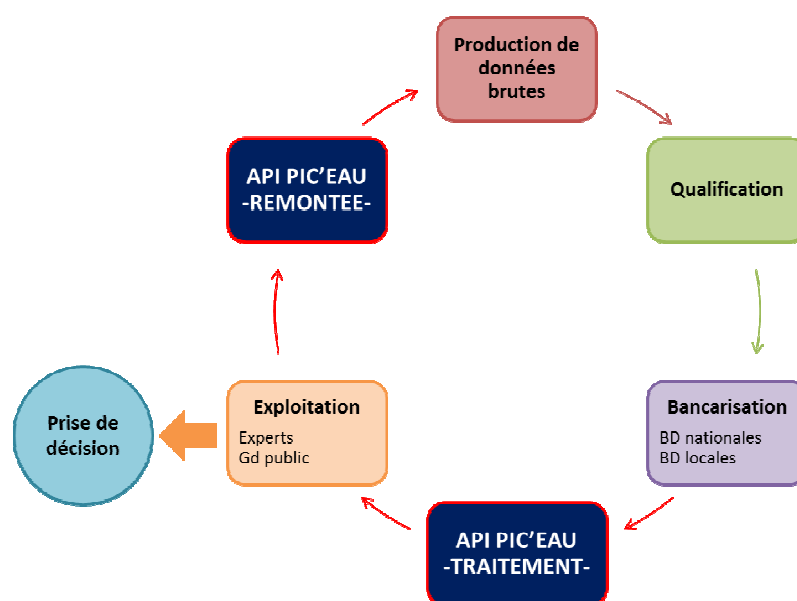 Production de
données
brutes
API PIC’EAU
-REMONTEE-
Qualification
Prise de
décision
Exploitation
Experts
Gd public
Bancarisation
BD nationales
BD locales
API PIC’EAU
-TRAITEMENT-